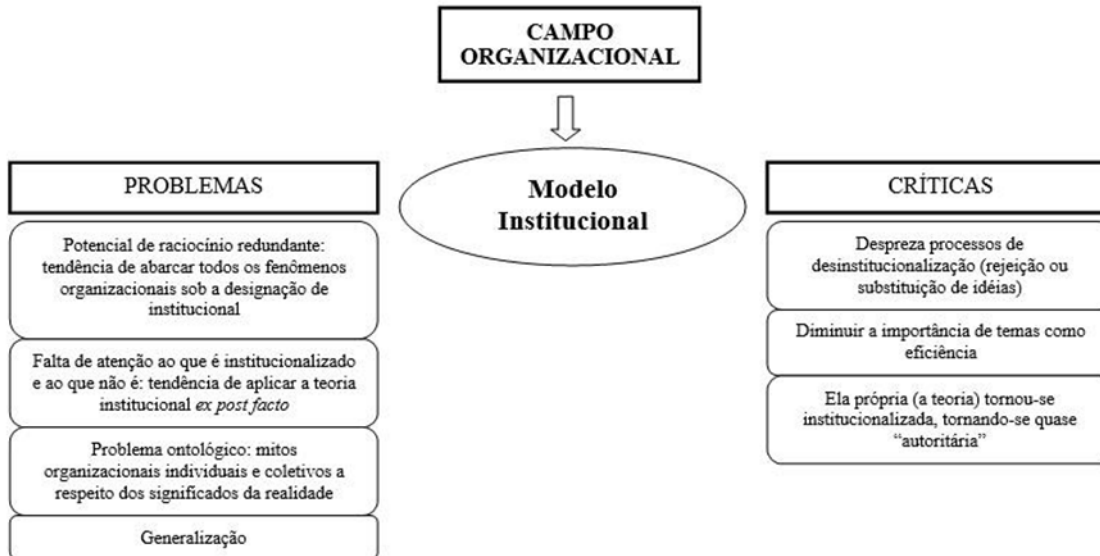 CAMPO
ORGANIZACIONAL
Modelo
Institucional
PROBLEMAS
Potencial de raciocínio redundante:
tendência de abarcar todos os fenômenos
organizacionais sob a designação de
institucional
Falta de atenção ao que é institucionalizado
e ao que não é: tendência de aplicar a teoria
institucional ex post facto
Problema ontológico: mitos
organizacionais individuais e coletivos a
respeito dos significados da realidade
Generalização
CRÍTICAS
Despreza processos de
desinstitucionalização (rejeição ou
substituição de idéias)
Diminuir a importância de temas como
eficiência
Ela própria (a teoria) tornou-se
institucionalizada, tornando-se quase
“autoritária”